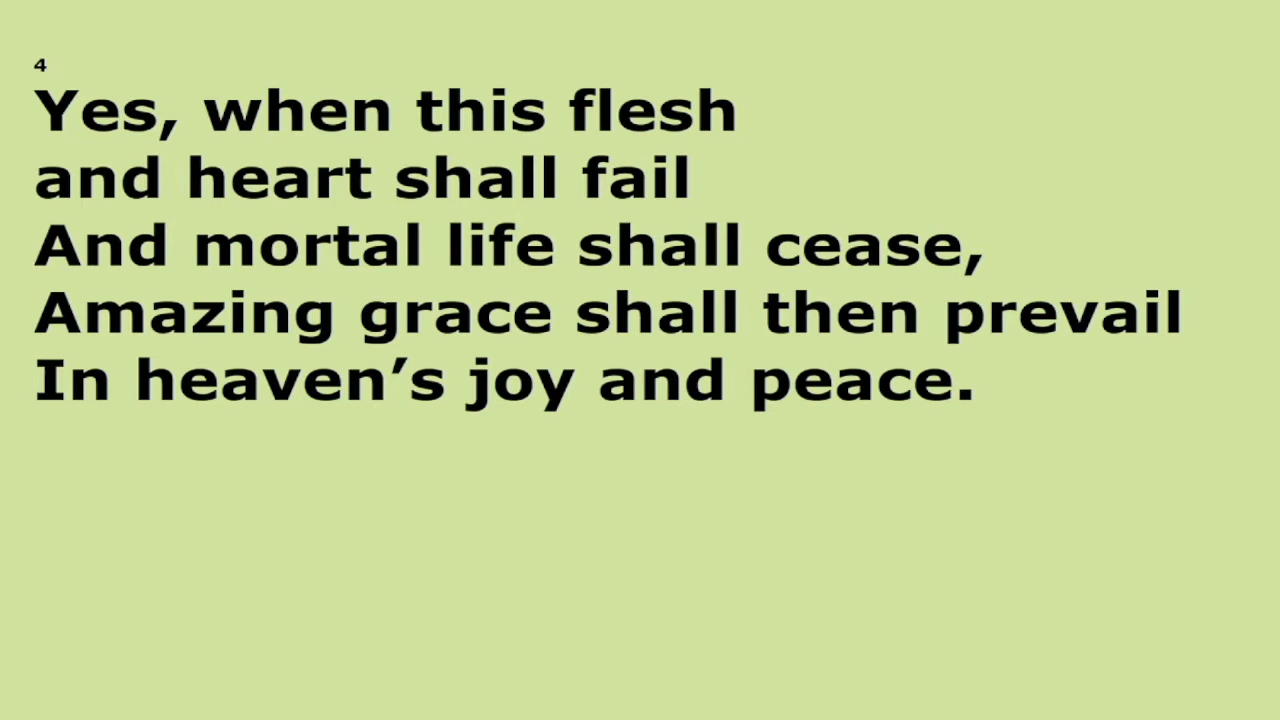 4
Yes, when this flesh
and heart shall fail
And mortal life shall cease,
Amazing grace shall then prevail
In heaven’s joy and peace.